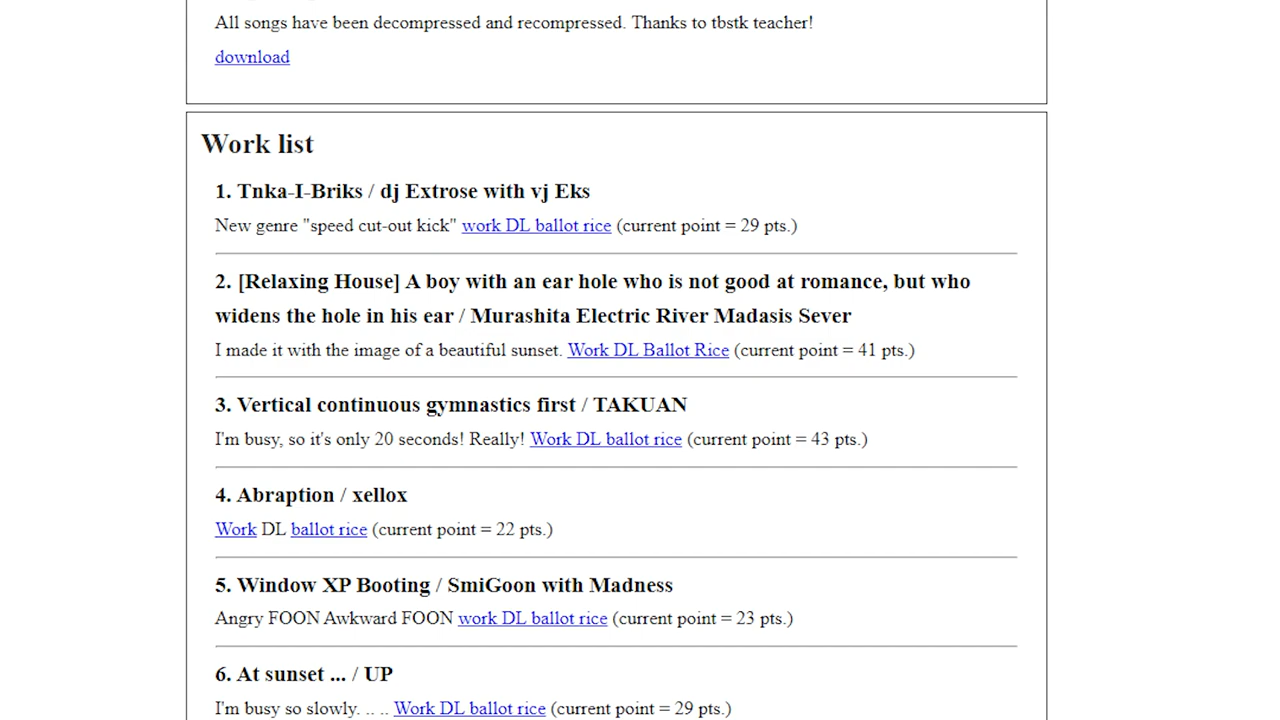 All songs have been decompressed and recompressed. Thanks to tbstk teacher!
download
Work list
1. Tnka-I-Briks / dj Extrose with vj Eks
New genre "speed cut-out kick" work DL ballot rice (current point = 29 pts.)
2. [Relaxing House] A boy with an ear hole who is not good at romance, but who
widens the hole in his ear / Murashita Electric River Madasis Sever
I made it with the image of a beautiful sunset. Work DL Ballot Rice (current point = 41 pts.)
3. Vertical continuous gymnastics first / TAKUAN
I'm busy, so it's only 20 seconds! Really! Work DL ballot rice (current point = 43 pts.)
4. Abraption / xellox
Work DL ballot rice (current point = 22 pts.)
5. Window XP Booting / SmiGoon with Madness
Angry FOON Awkward FOON work DL ballot rice (current point = 23 pts.)
6. At sunset ... / UP
I'm busy so slowly. .. .. Work DL ballot rice (current point = 29 pts.)